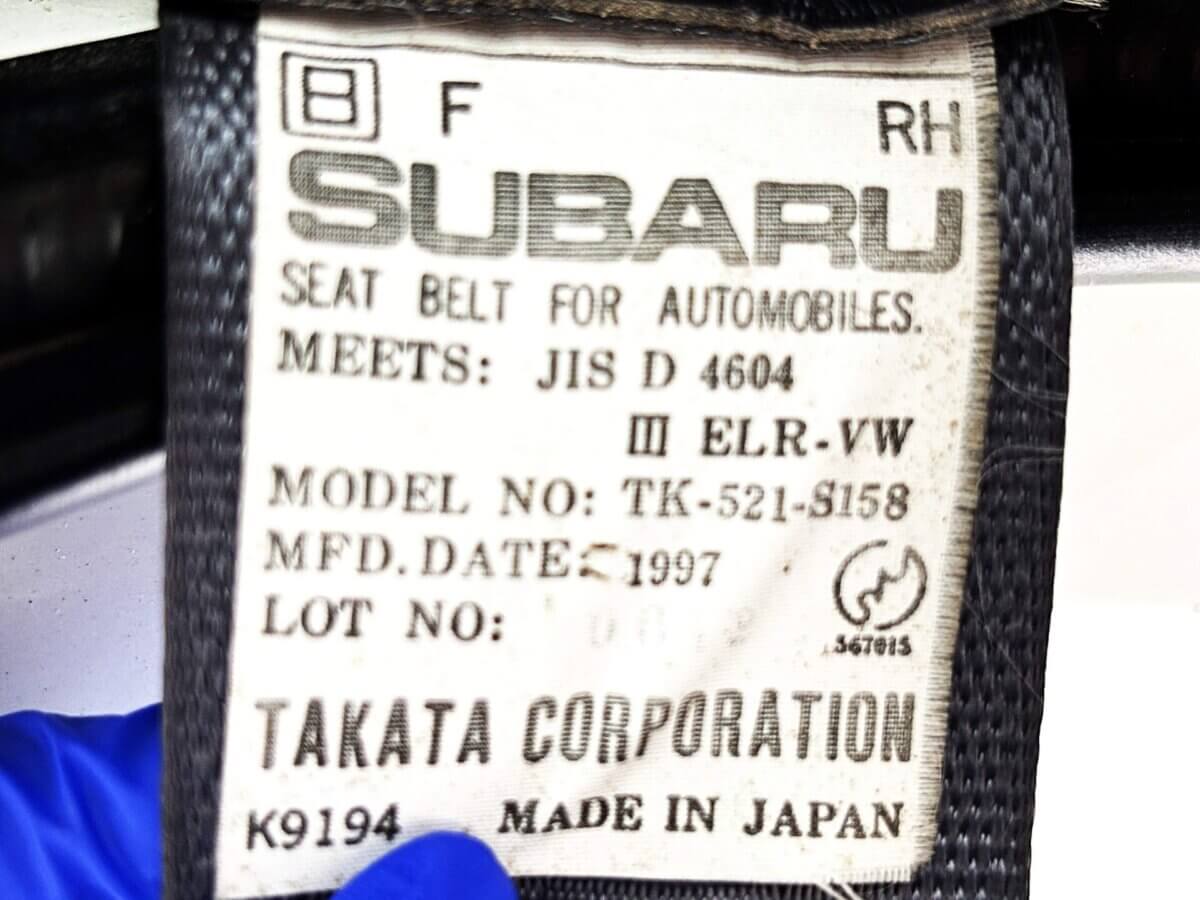 B F RH
SUBARU
SEAT BELT FOR AUTOMOBILES.
MEETS: JIS D 4604
III ELR-VW
MODEL NO: TK-521-S158
MFD.DATE: 1997
LOT NO:
TAKATA CORPORATION
K9194 MADE IN JAPAN